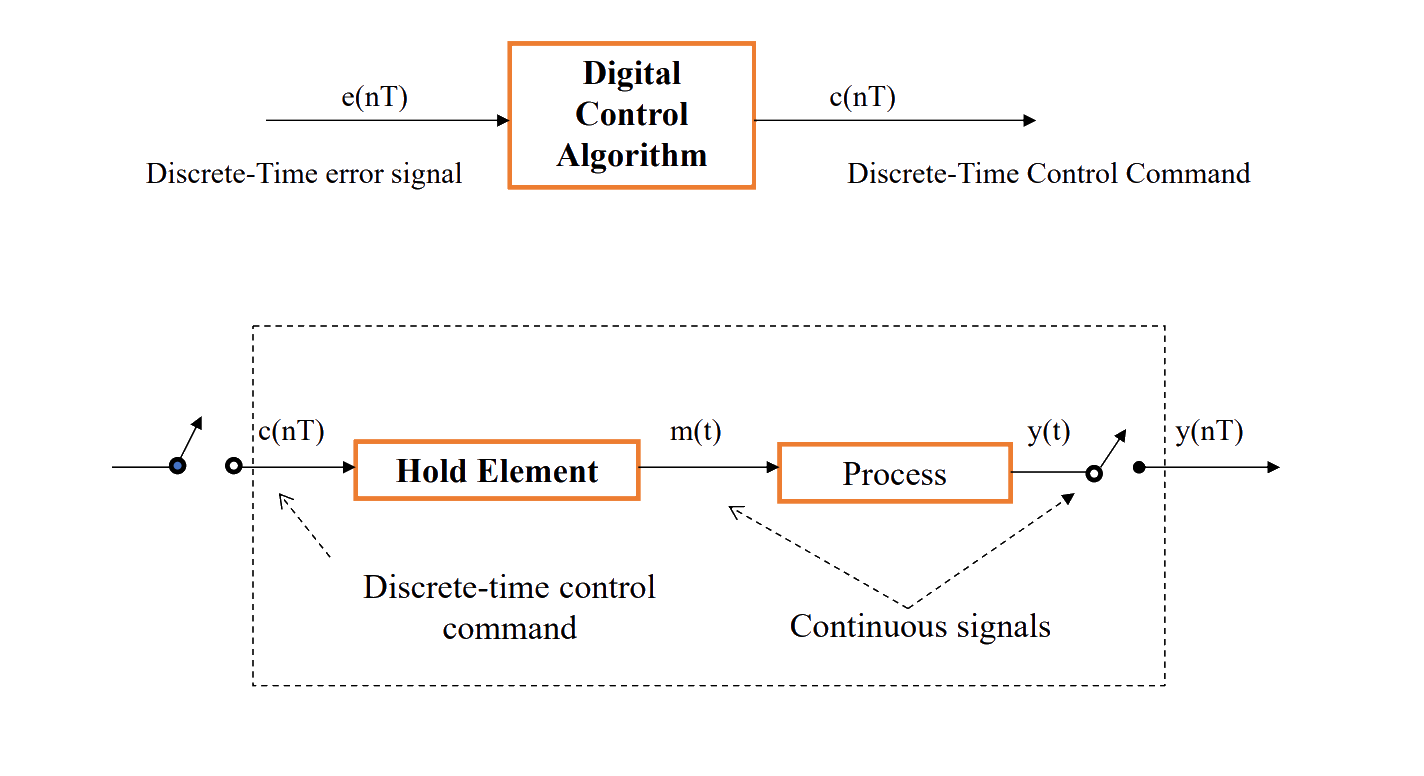 Digital
Control
Algorithm
e(nT)
c(nT)
Discrete-Time error signal
Discrete-Time Control Command
c(nT)
Hold Element
m(t)
Process
y(t)
y(nT)
Discrete-time control
command
Continuous signals